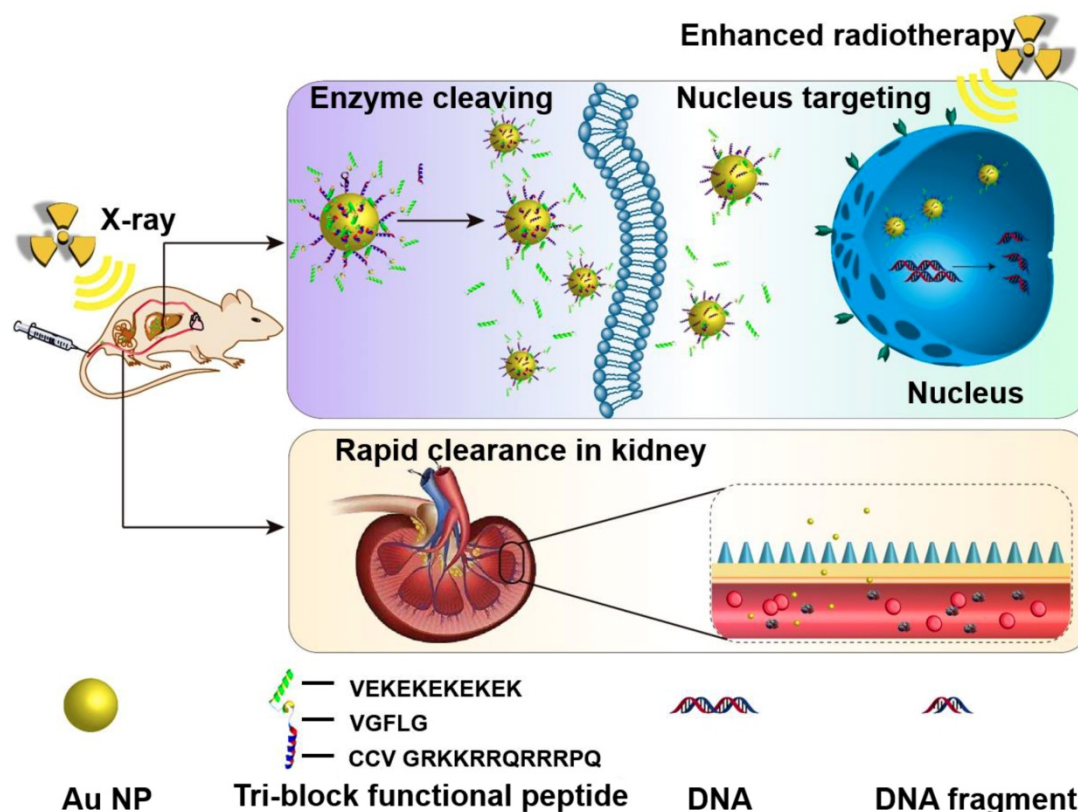 Enhanced radiotherapy
Enzyme cleaving
Nucleus targeting
X-ray
Nucleus
Rapid clearance in kidney
VEKEKEKEKEK
VGFLG
CCV GRKKRRQRRRPQ
Au NP
Tri-block functional peptide
DNA
DNA fragment